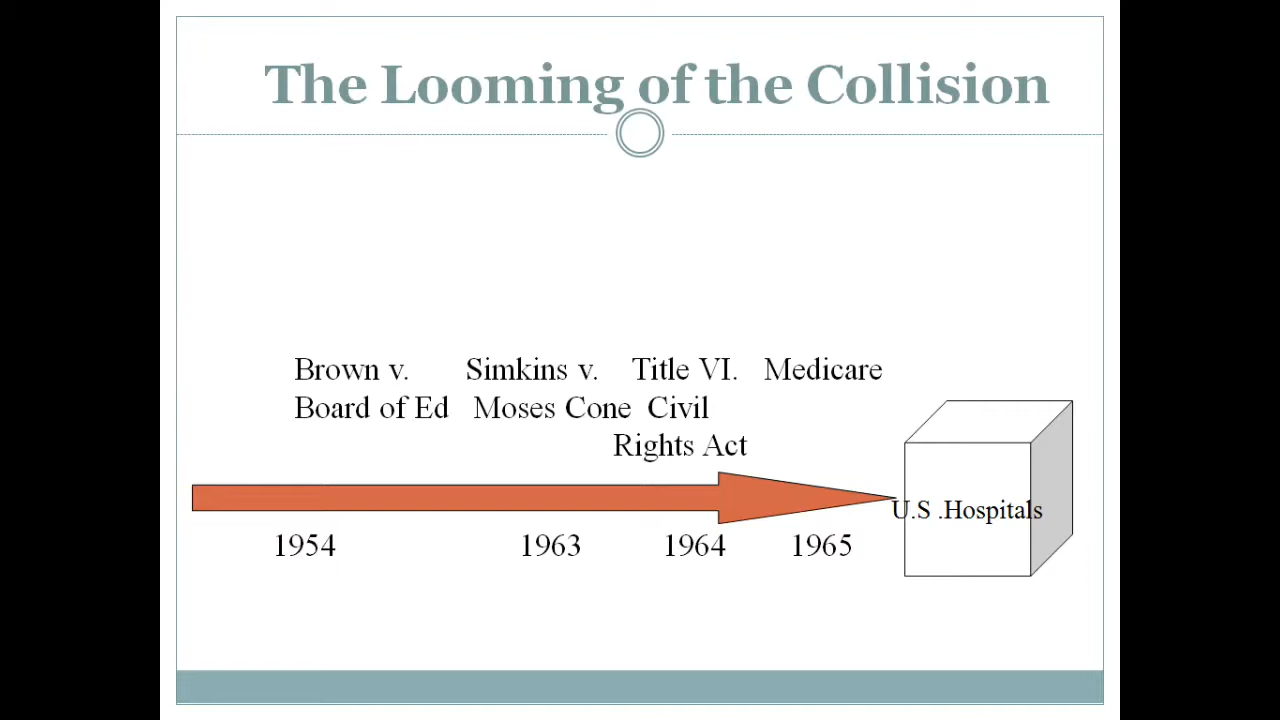 The Looming of the Collision
Brown v. Simkins v. Title VI. Medicare
Board of Ed Moses Cone Civil
Rights Act
U.S .Hospitals
1954 1963 1964 1965